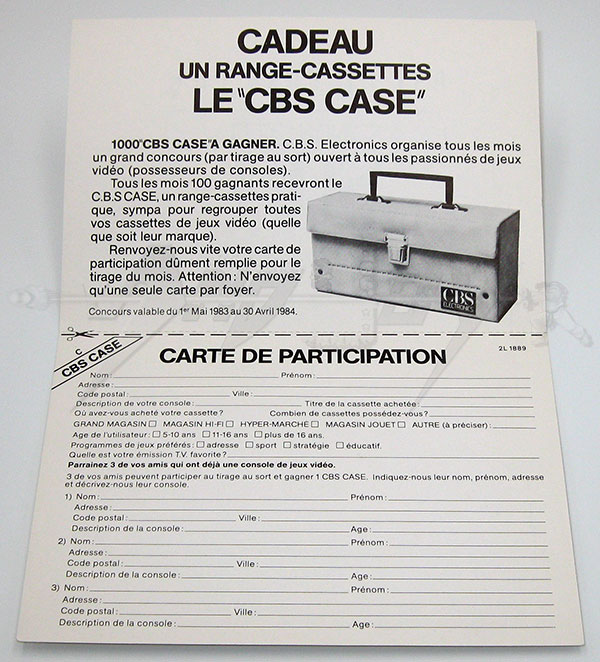 CADEAU
UN RANGE-CASSETTES
LE "CBS CASE"
1000 "CBS CASE" A GAGNER. C.B.S. Electronics organise tous les mois
un grand concours (par tirage au sort) ouvert à tous les passionnés de jeux
vidéo (possesseurs de consoles).
Tous les mois 100 gagnants recevront le
C.B.S CASE, un range-cassettes prati-
que, sympa pour regrouper toutes
vos cassettes de jeux vidéo (quelle
que soit leur marque).
Renvoyez-nous vite votre carte de
participation dûment remplie pour le
tirage du mois. Attention : N'envoyez
qu'une seule carte par foyer.
Concours valable du 1er Mai 1983 au 30 Avril 1984.
CBS
ELECTRONICS
C
CBS CASE
CARTE DE PARTICIPATION
2L 1889
Nom : Prénom :
Adresse :
Code postal : Ville :
Description de votre console : Titre de la cassette achetée :
Où avez-vous acheté votre cassette ? Combien de cassettes possédez-vous ?
GRAND MAGASIN □ MAGASIN HI-FI □ HYPER-MARCHÉ □ MAGASIN JOUET □ AUTRE (à préciser) :
Age de l'utilisateur : □ 5-10 ans □ 11-16 ans □ plus de 16 ans.
Programmes de jeux préférés : □ adresse □ sport □ stratégie □ éducatif.
Quelle est votre émission T.V. favorite ?
Parrainez 3 de vos amis qui ont déjà une console de jeux vidéo.
3 de vos amis peuvent participer au tirage au sort et gagner 1 CBS CASE. Indiquez-nous leur nom, prénom, adresse
et décrivez-nous leur console.
1) Nom : Prénom :
Adresse :
Code postal : Ville :
Description de la console : Age :
2) Nom : Prénom :
Adresse :
Code postal : Ville :
Description de la console : Age :
3) Nom : Prénom :
Adresse :
Code postal : Ville :
Description de la console : Age :